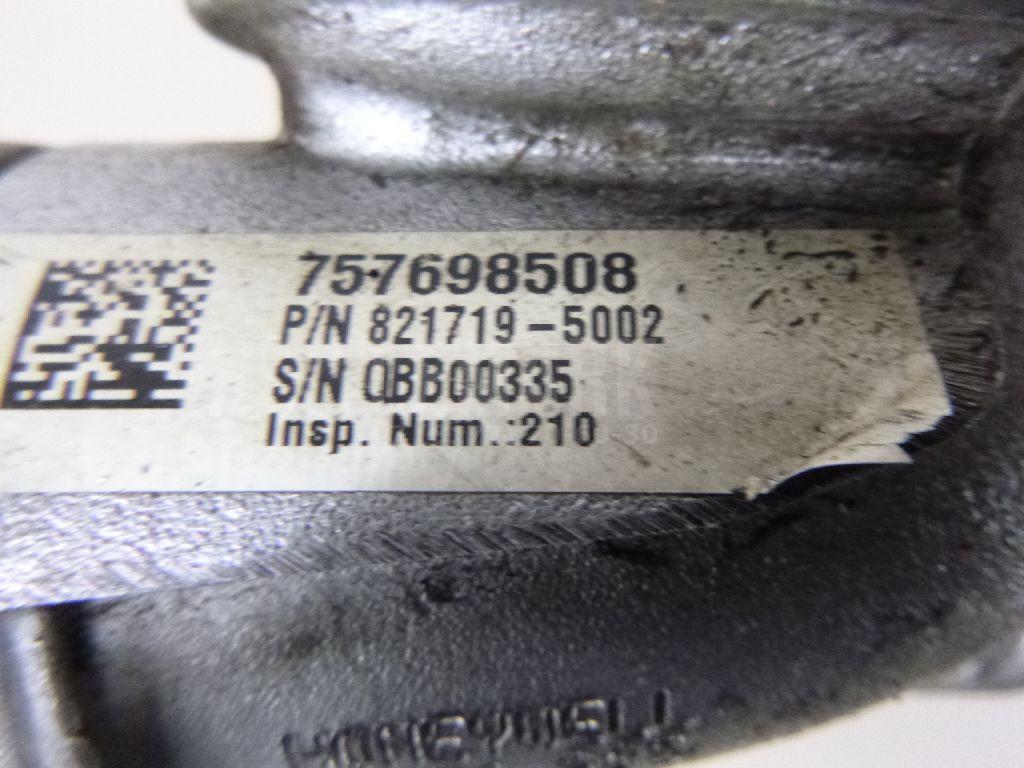 757698508
P/N 821719-5002
S/N QBB00335
Insp. Num.:210
HONEYWELL